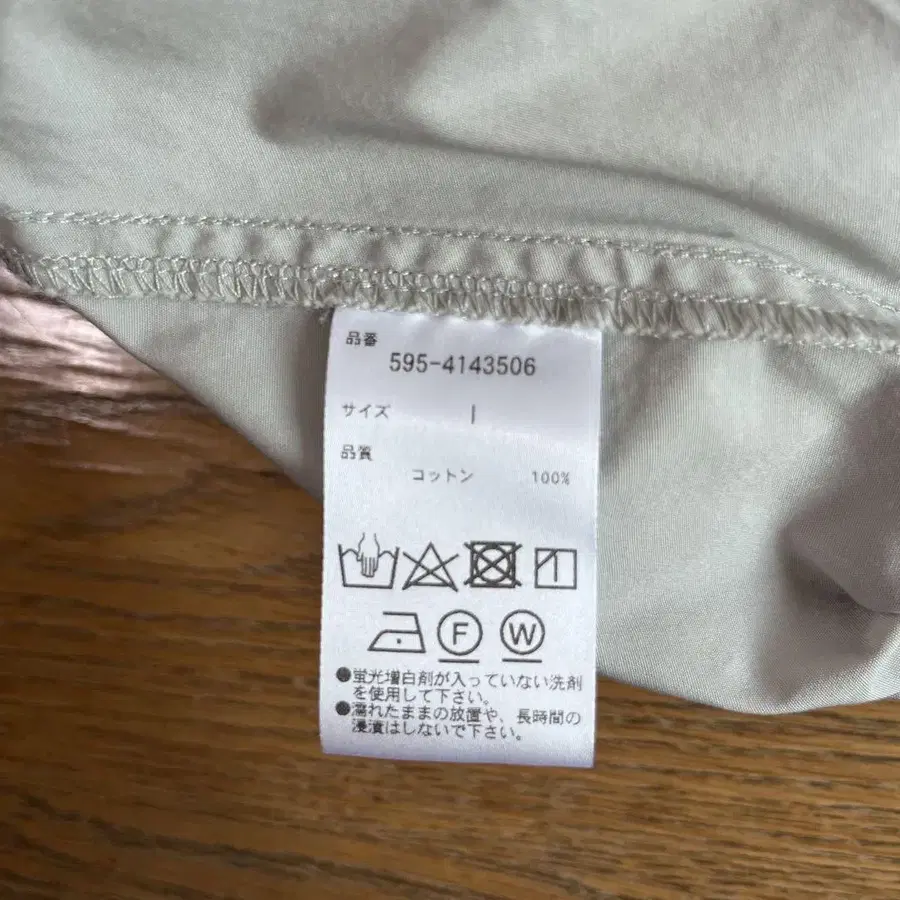 品番
595-4143506
サイズ I
品質
コットン 100%
F W
●蛍光増白剤が入っていない洗剤
を使用して下さい。
●濡れたままの放置や、長時間の
浸漬はしないで下さい。